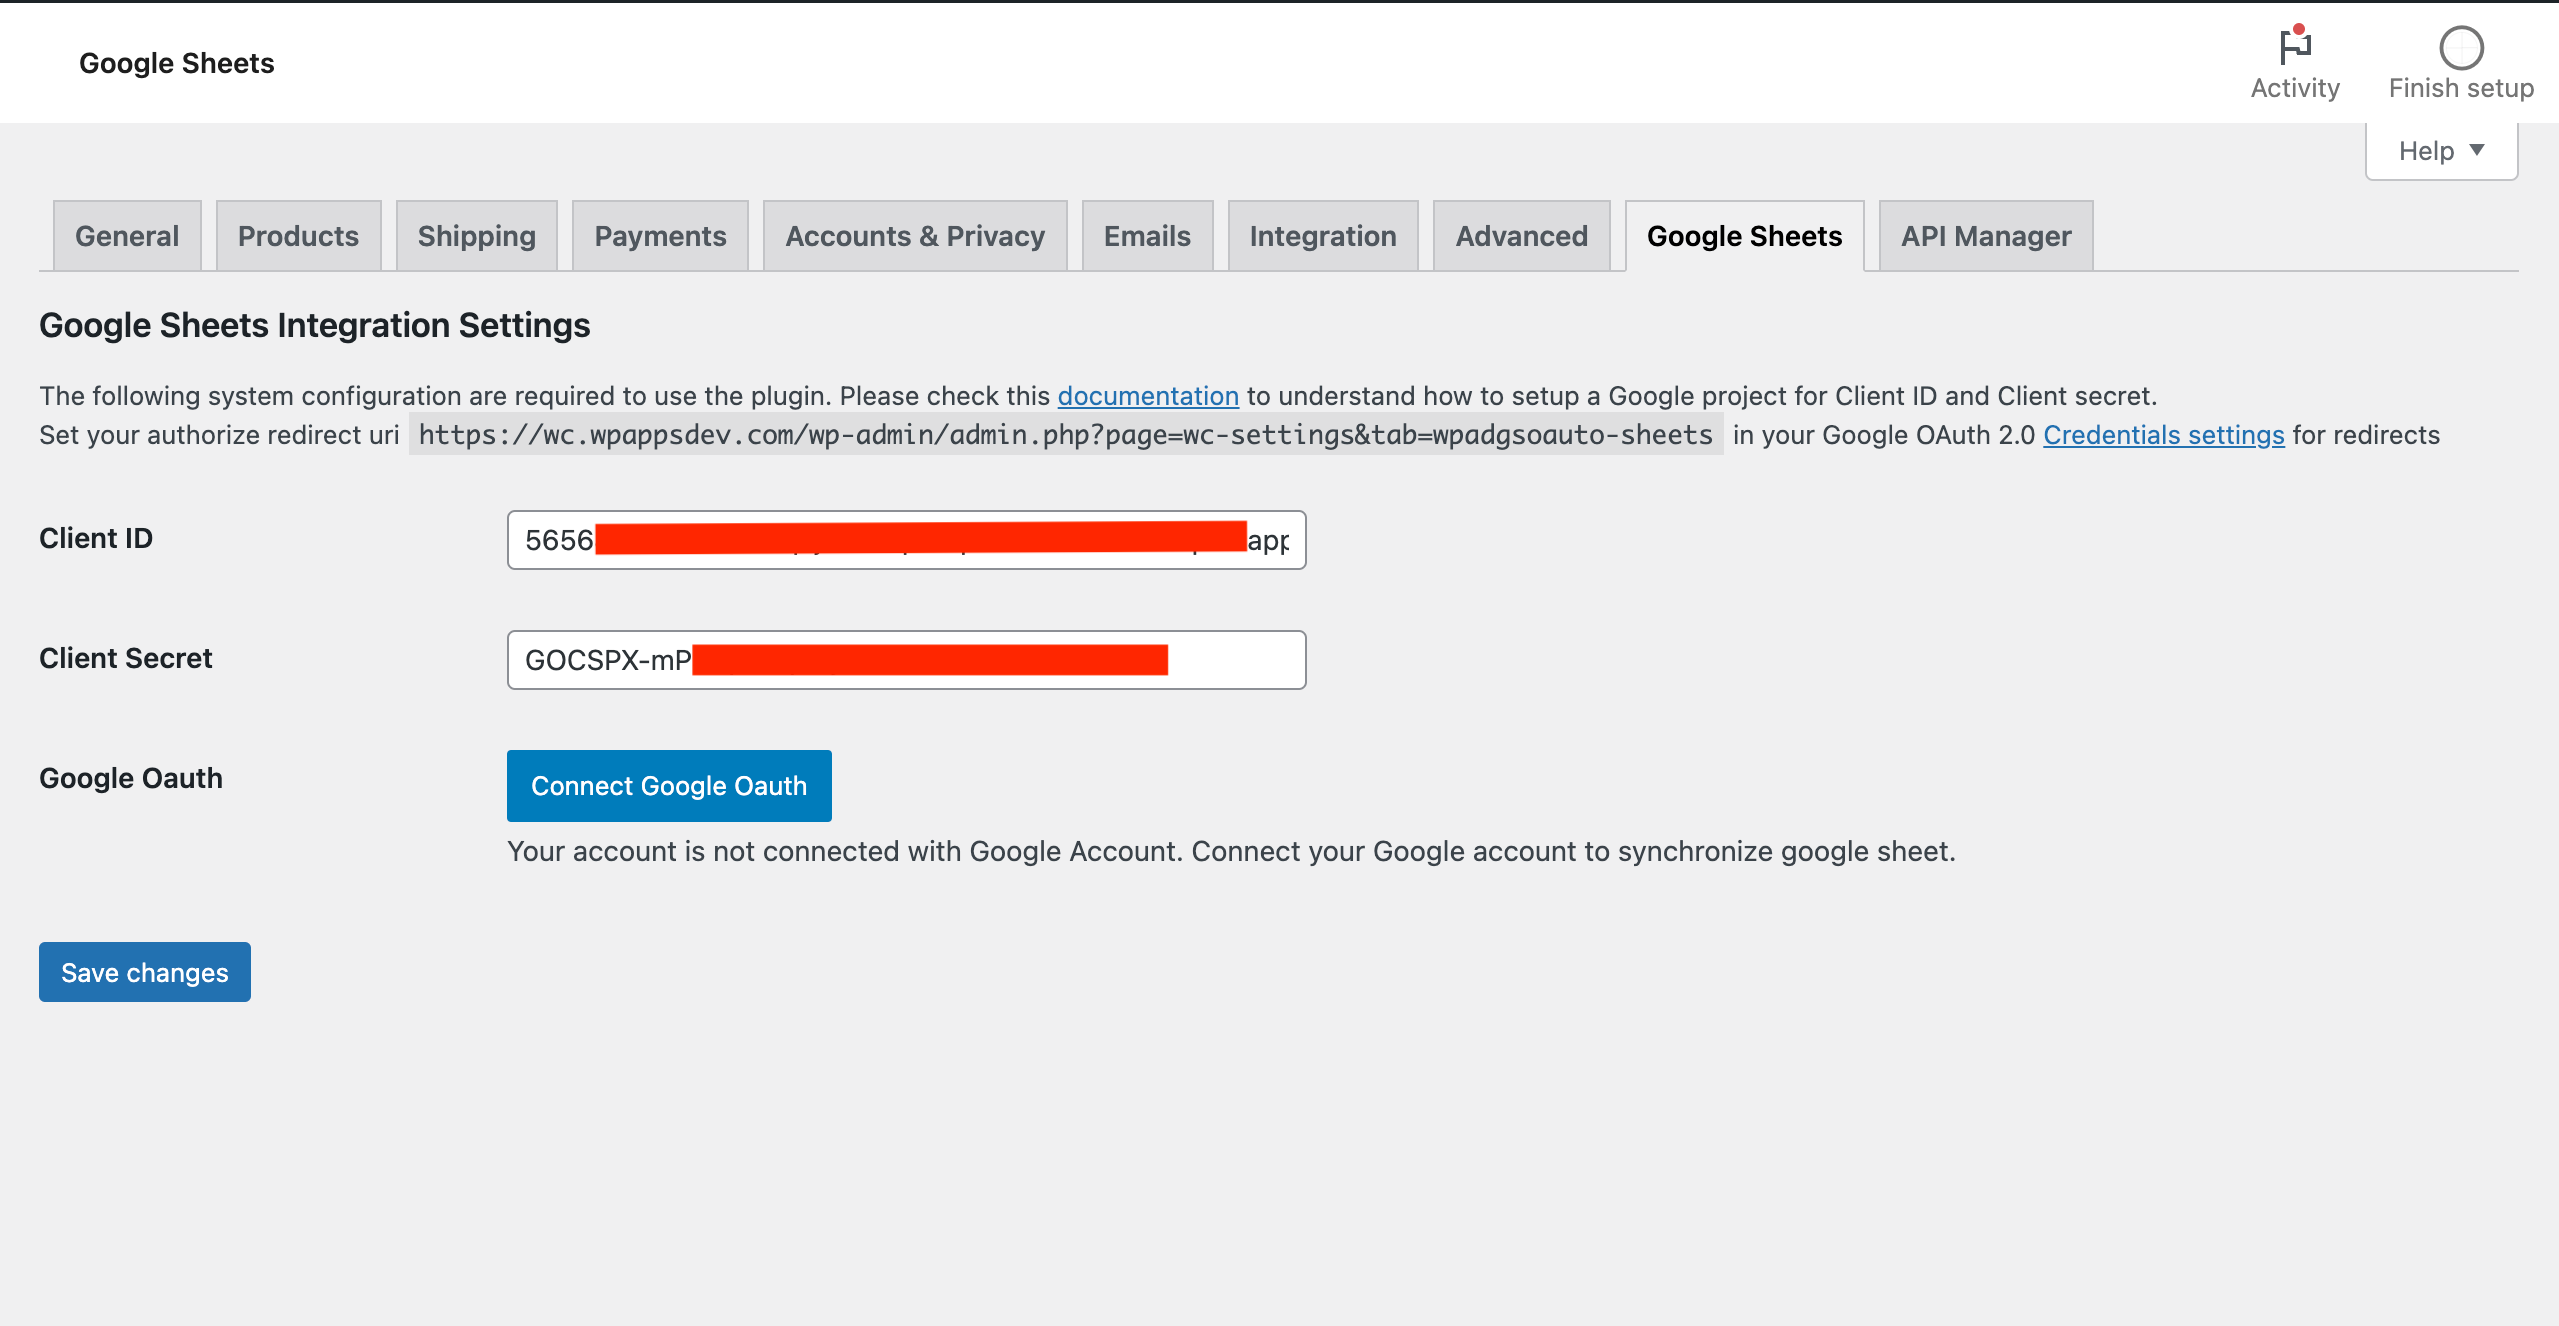 Google Sheets
Activity
Finish setup
Help
General Products Shipping Payments Accounts & Privacy Emails Integration Advanced Google Sheets API Manager
Google Sheets Integration Settings
The following system configuration are required to use the plugin. Please check this documentation to understand how to setup a Google project for Client ID and Client secret.
Set your authorize redirect uri https://wc.wpappsdev.com/wp-admin/admin.php?page=wc-settings&tab=wpadgsoauto-sheets in your Google OAuth 2.0 Credentials settings for redirects
Client ID
5656 app
Client Secret
GOCSPX-mP
Google Oauth
Connect Google Oauth
Your account is not connected with Google Account. Connect your Google account to synchronize google sheet.
Save changes